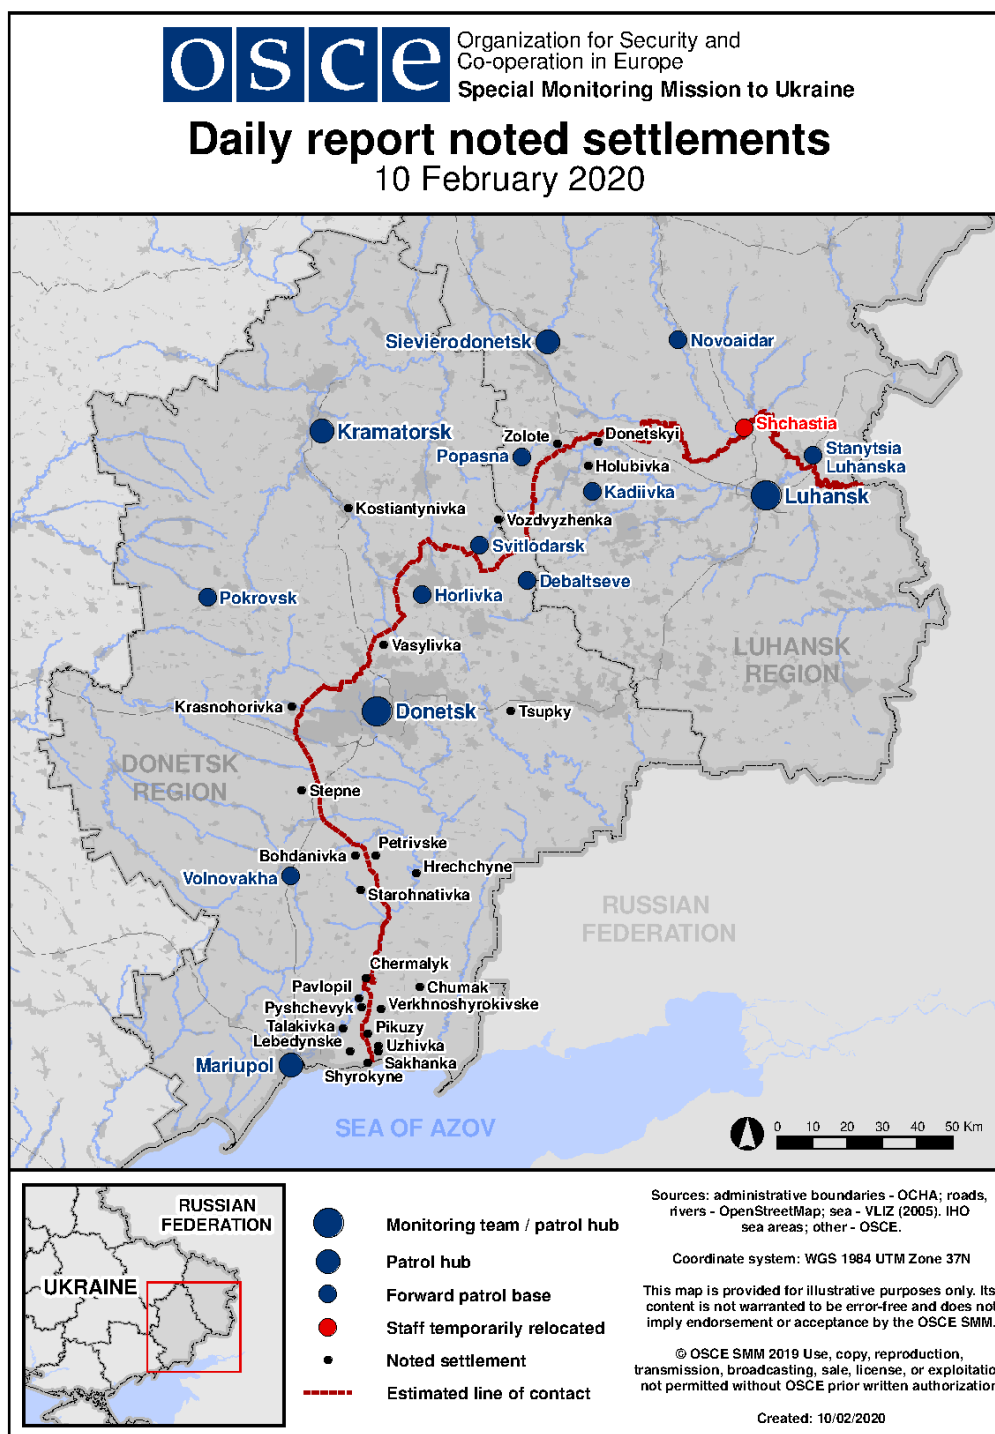 osce
Organization for Security and
Co-operation in Europe
Special Monitoring Mission to Ukraine
Daily report noted settlements
10 February 2020
Sievierodonetsk
Novoaidar
Kramatorsk
Shchastia
Zolote
Donetskyi
Popasna
Stanytsia
Luhanska
Holubivka
Kadiivka
Luhansk
Kostiantynivka
Vozdvyzhenka
Svitlodarsk
Debaltseve
Pokrovsk
Horlivka
Vasylivka
LUHANSK
REGION
Krasnohorivka
Donetsk
Tsupky
DONETSK
REGION
Stepne
Bohdanivka
Petrivske
Hrechchyne
Volnovakha
Starohnativka
RUSSIAN
FEDERATION
Chermalyk
Pavlopil
Chumak
Pyshchevyk
Verkhnoshyrokivske
Talakivka
Pikuzy
Lebedynske
Uzhivka
Mariupol
Sakhanka
Shyrokyne
SEA OF AZOV
0 10 20 30 40 50 Km
RUSSIAN
FEDERATION
UKRAINE
Monitoring team / patrol hub
Patrol hub
Forward patrol base
Staff temporarily relocated
Noted settlement
Estimated line of contact
Sources: administrative boundaries - OCHA; roads,
rivers - OpenStreetMap; sea - VLIZ (2005). IHO
sea areas; other - OSCE.
Coordinate system: WGS 1984 UTM Zone 37N
This map is provided for illustrative purposes only. Its
content is not warranted to be error-free and does not
imply endorsement or acceptance by the OSCE SMM.
© OSCE SMM 2019 Use, copy, reproduction,
transmission, broadcasting, sale, license, or exploitatio
not permitted without OSCE prior written authorization
Created: 10/02/2020